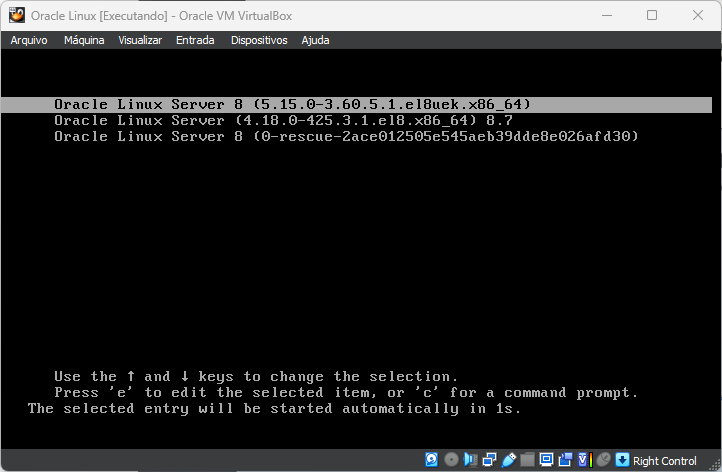 Oracle Linux [Executando] - Oracle VM VirtualBox
Arquivo Máquina Visualizar Entrada Dispositivos Ajuda
Oracle Linux Server 8 (5.15.0-3.60.5.1.el8uek.x86_64)
Oracle Linux Server (4.18.0-425.3.1.el8.x86_64) 8.7
Oracle Linux Server 8 (0-rescue-2ace012505e545aeb39dde8e026afd30)
Use the ↑ and ↓ keys to change the selection.
Press 'e' to edit the selected item, or 'c' for a command prompt.
The selected entry will be started automatically in 1s.
Right Control